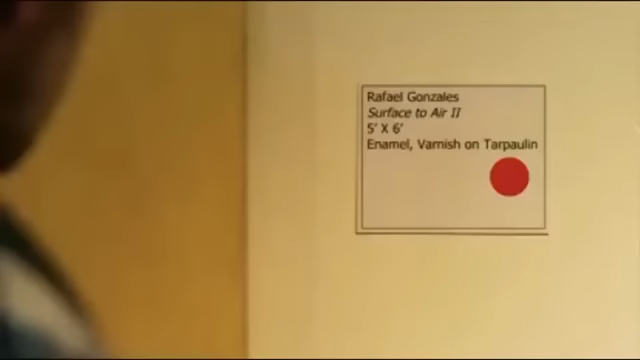 Rafael Gonzales
Surface to Air II
5' X 6'
Enamel, Varnish on Tarpaulin